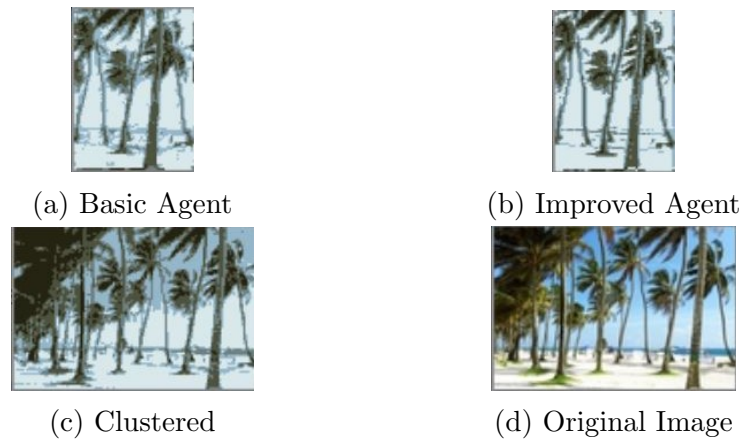 (a) Basic Agent
(b) Improved Agent
(c) Clustered
(d) Original Image